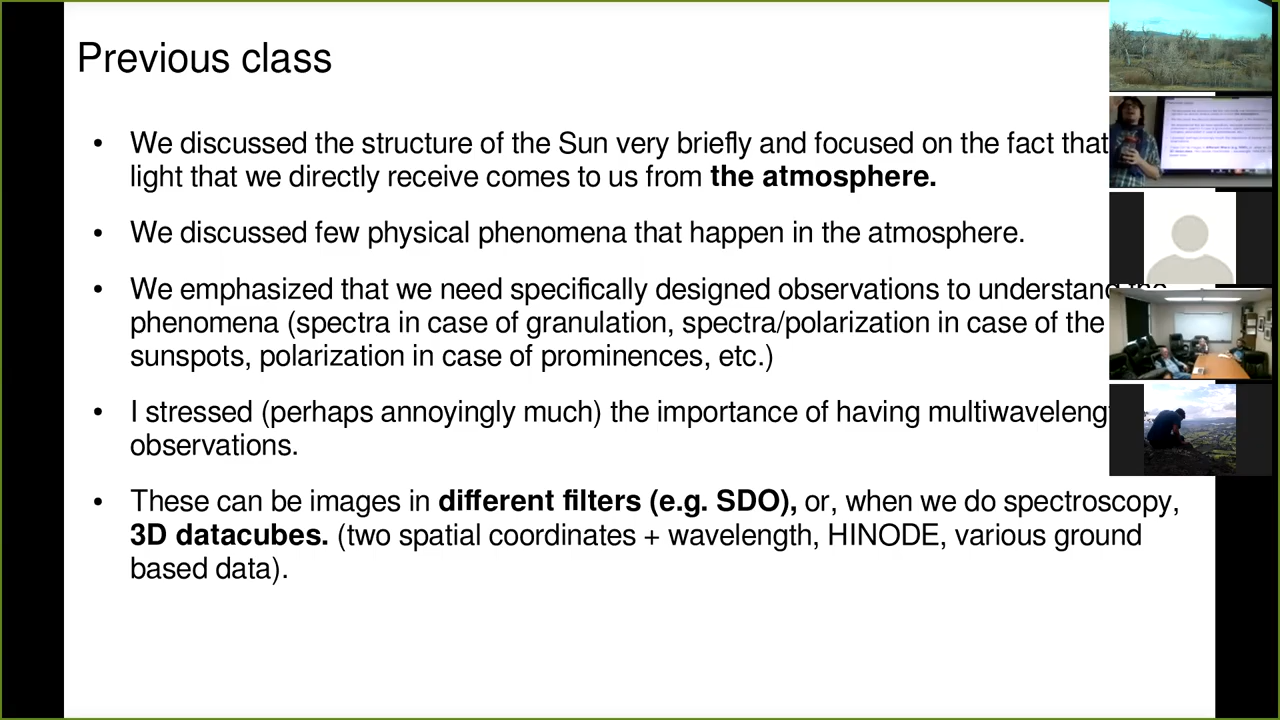 Previous class
• We discussed the structure of the Sun very briefly and focused on the fact that
light that we directly receive comes to us from the atmosphere.
• We discussed few physical phenomena that happen in the atmosphere.
• We emphasized that we need specifically designed observations to understand the
phenomena (spectra in case of granulation, spectra/polarization in case of the
sunspots, polarization in case of prominences, etc.)
• I stressed (perhaps annoyingly much) the importance of having
observations.
• These can be images in different filters (e.g. SDO), or, when we do spectroscopy,
3D datacubes. (two spatial coordinates + wavelength, HINODE, various ground
based data).